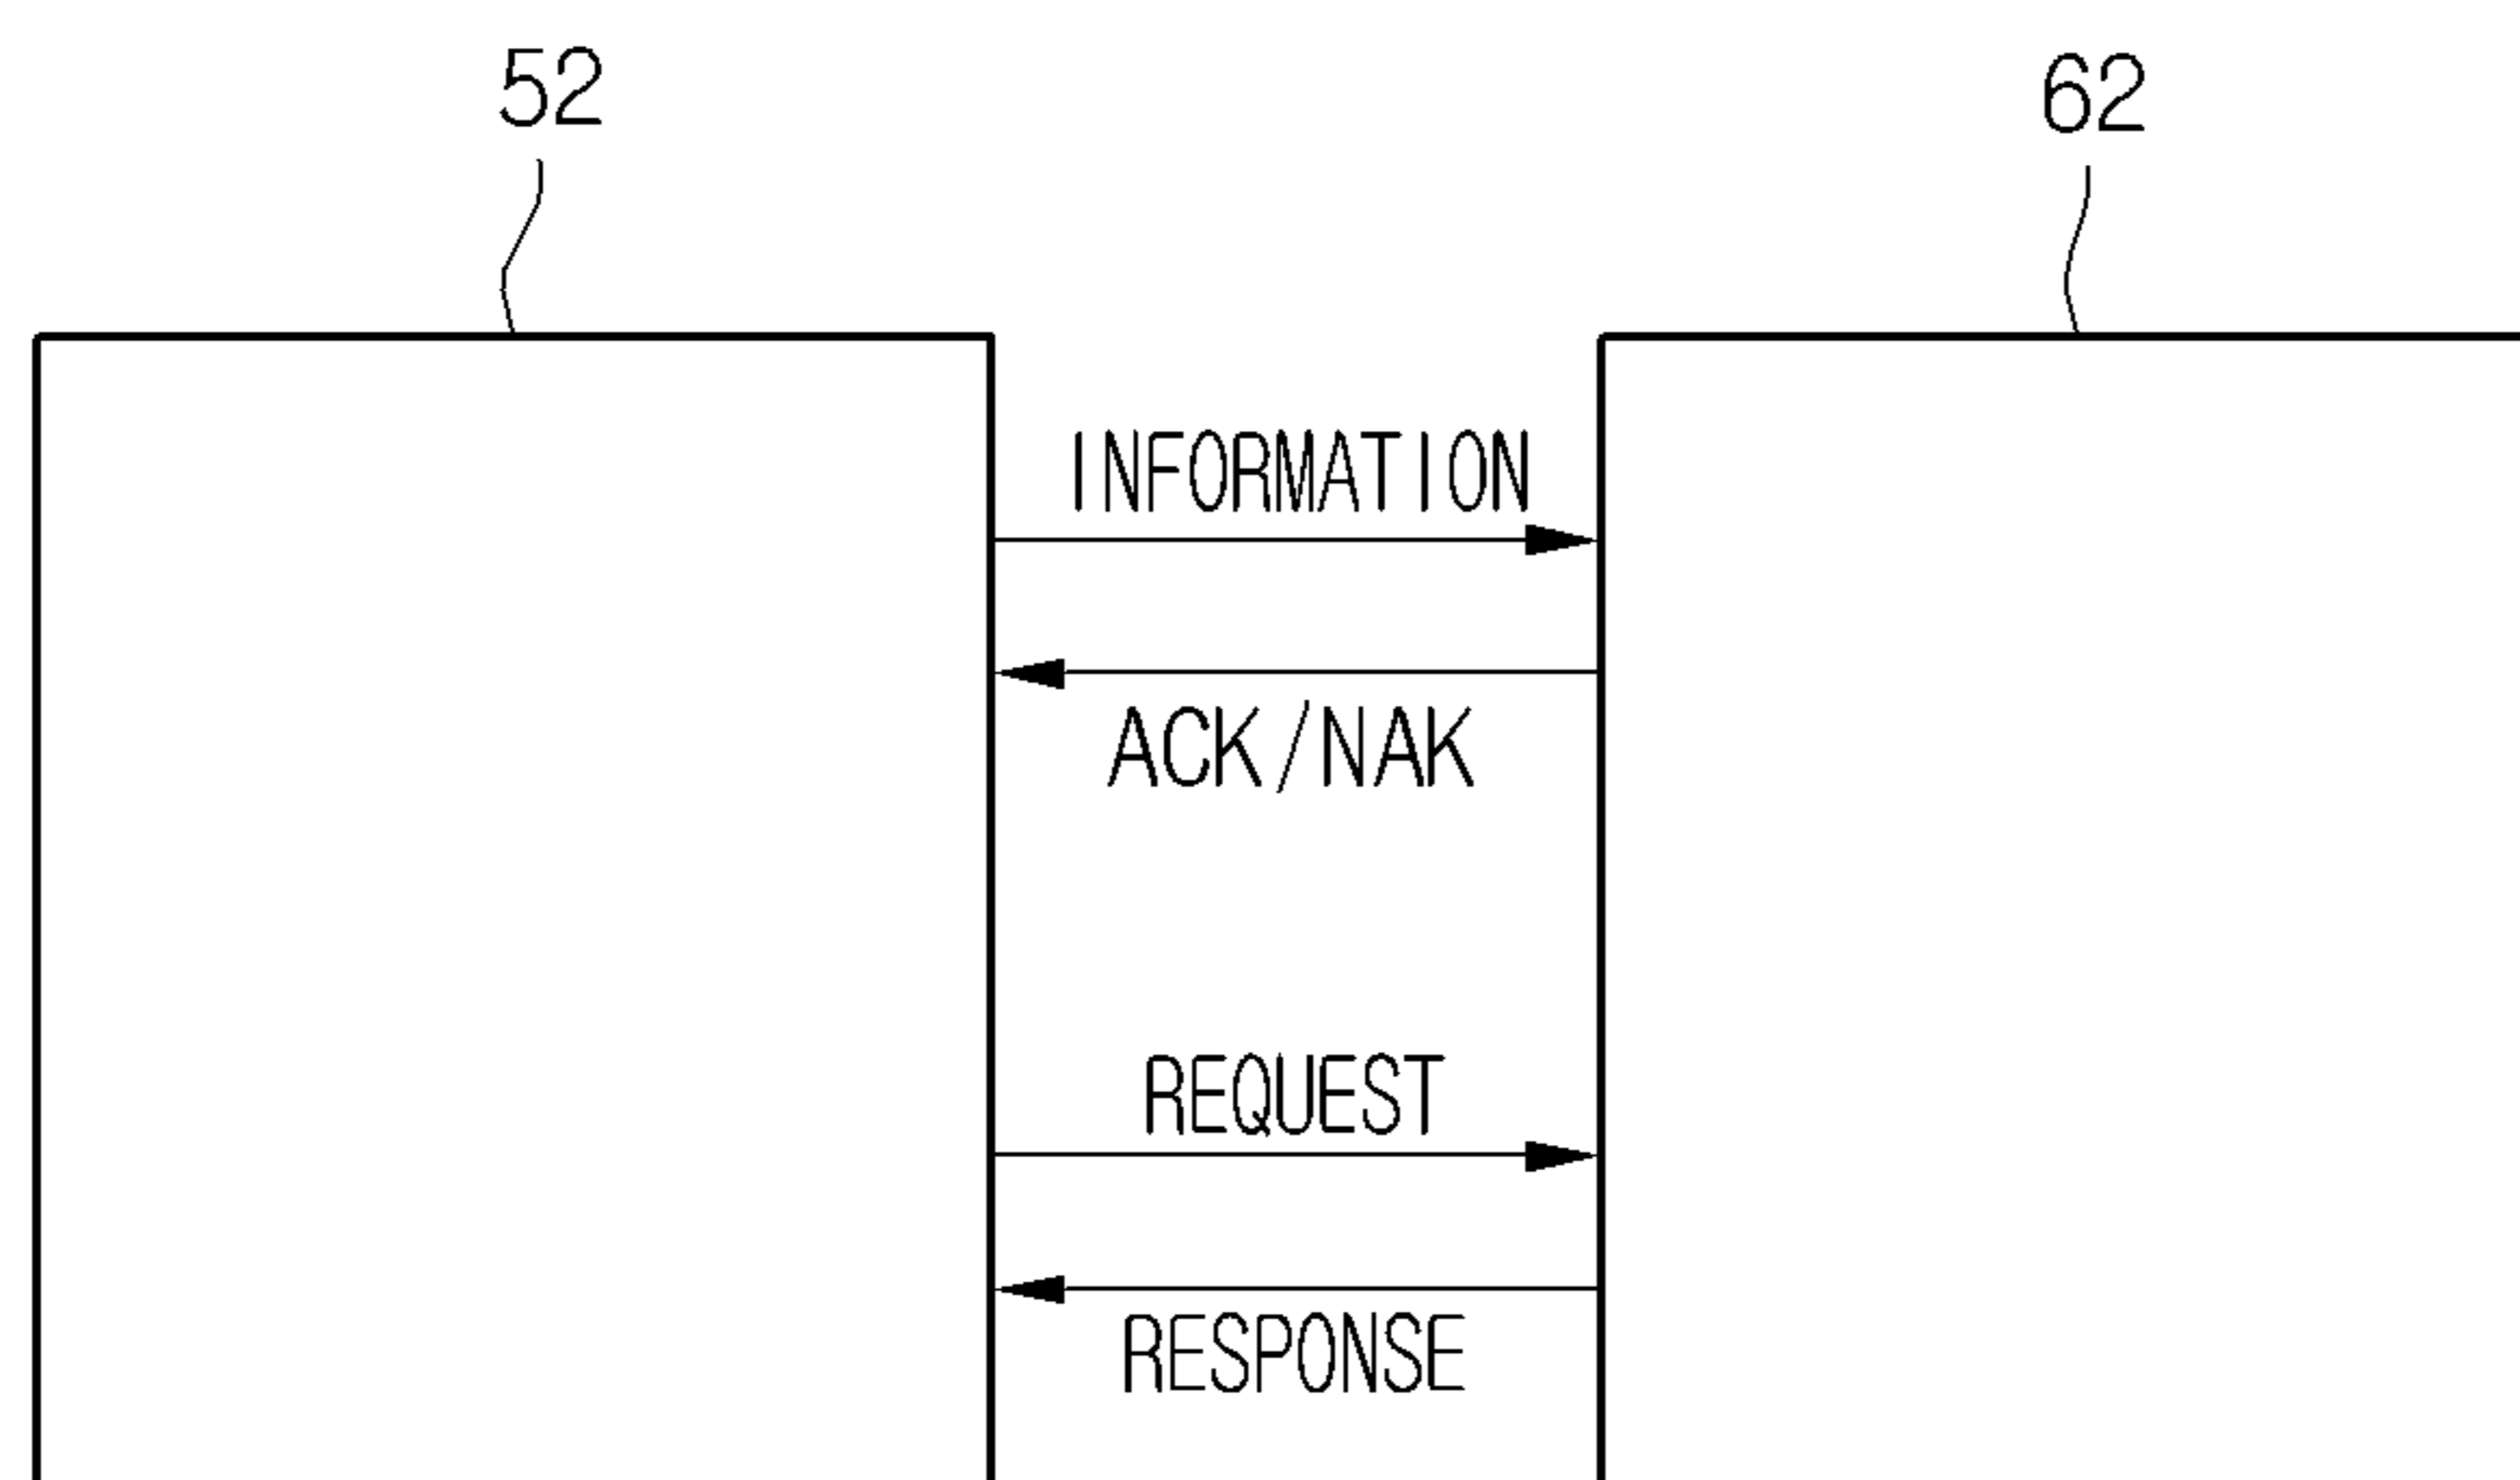 52
62
INFORMATION
ACK/NAK
REQUEST
RESPONSE